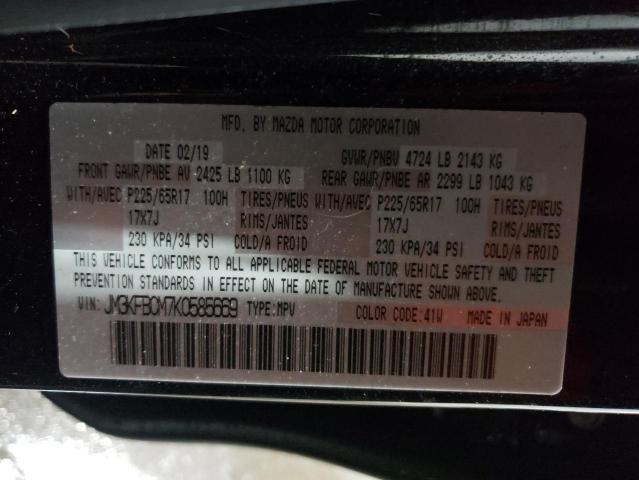 MFD. BY MAZDA MOTOR CORPORATION
DATE 02/19 GVWR/PNBV 4724 LB 2143 KG
FRONT GAWR/PNBE AV 2425 LB 1100 KG REAR GAWR/PNBE AR 2299 LB 1043 KG
WITH/AVEC P225/65R17 100H TIRES/PNEUS WITH/AVEC P225/65R17 100H TIRES/PNEUS
17X7J RIMS/JANTES 17X7J RIMS/JANTES
230 KPA/34 PSI COLD/A FROID 230 KPA/34 PSI COLD/A FROID
THIS VEHICLE CONFORMS TO ALL APPLICABLE FEDERAL MOTOR VEHICLE SAFETY AND THEFT
PREVENTION STANDARDS IN EFFECT ON THE DATE OF MANUFACTURE SHOWN ABOVE.
VIN: JM3KFBCM7K0585669 TYPE:MPV COLOR CODE:41W MADE IN JAPAN